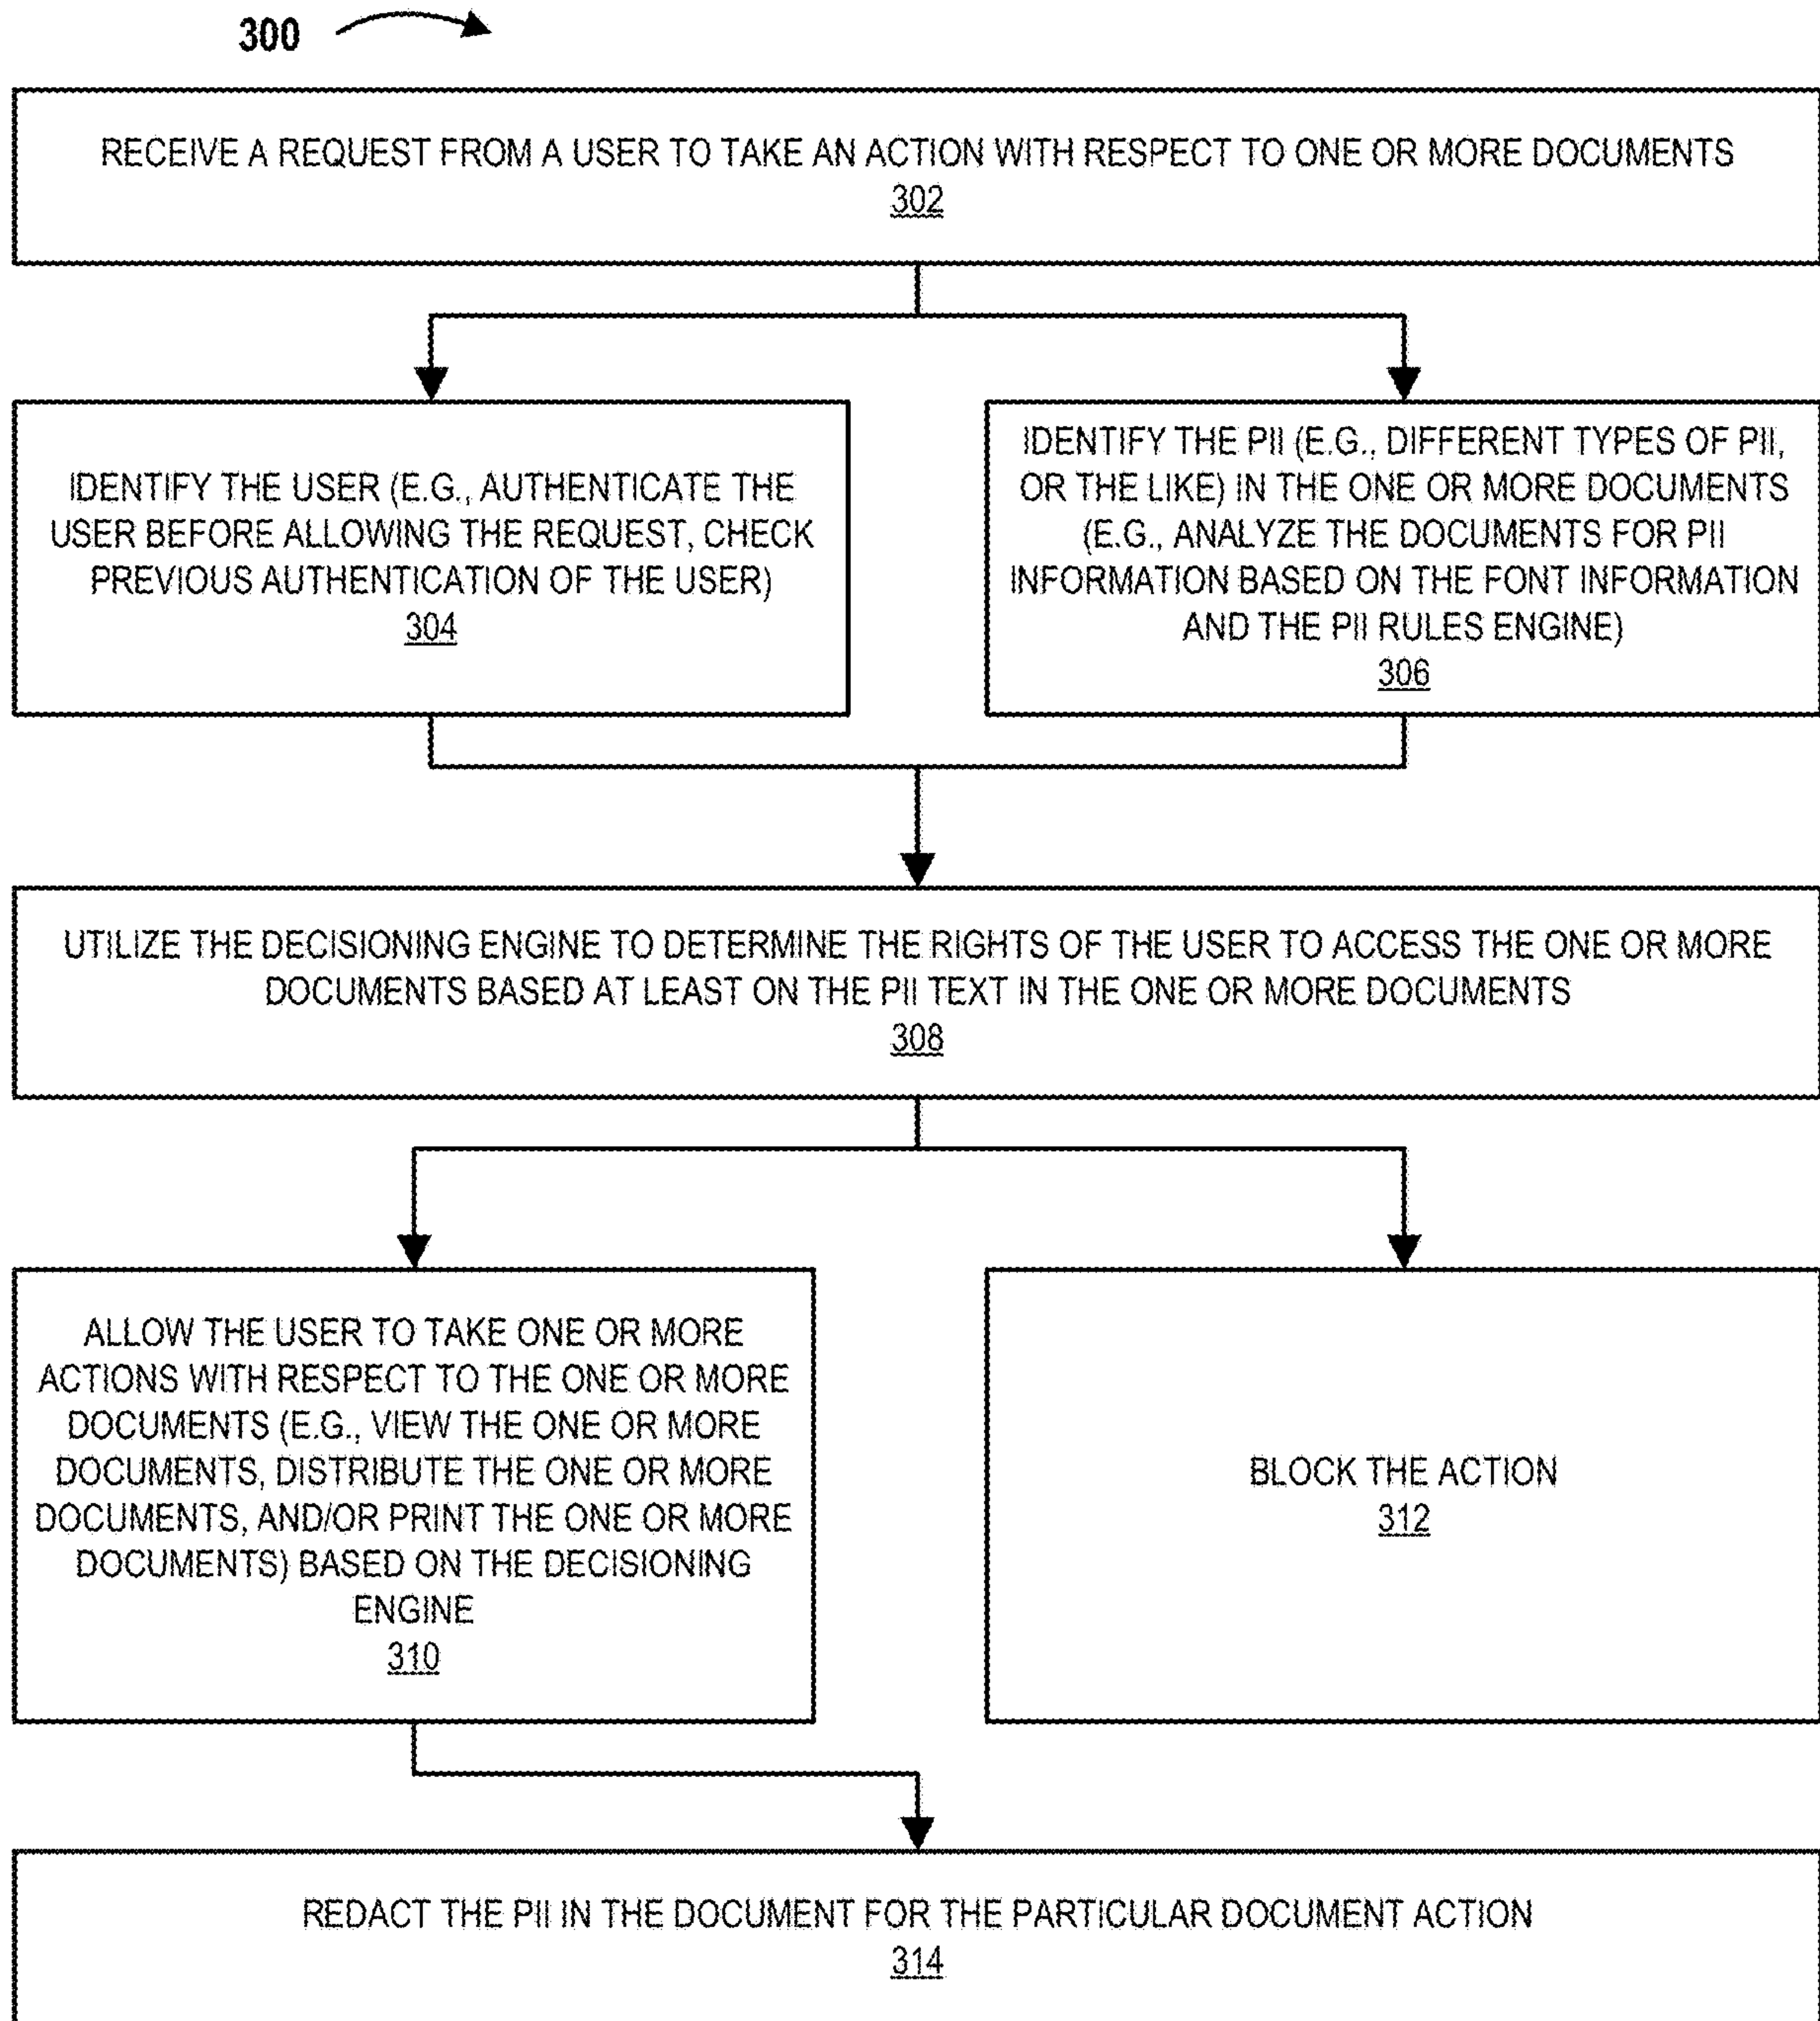 300
RECEIVE A REQUEST FROM A USER TO TAKE AN ACTION WITH RESPECT TO ONE OR MORE DOCUMENTS
302
IDENTIFY THE USER (E.G., AUTHENTICATE THE
USER BEFORE ALLOWING THE REQUEST, CHECK
PREVIOUS AUTHENTICATION OF THE USER)
304
IDENTIFY THE PII (E.G., DIFFERENT TYPES OF PII,
OR THE LIKE) IN THE ONE OR MORE DOCUMENTS
(E.G., ANALYZE THE DOCUMENTS FOR PII
INFORMATION BASED ON THE FONT INFORMATION
AND THE PII RULES ENGINE)
306
UTILIZE THE DECISIONING ENGINE TO DETERMINE THE RIGHTS OF THE USER TO ACCESS THE ONE OR MORE
DOCUMENTS BASED AT LEAST ON THE PII TEXT IN THE ONE OR MORE DOCUMENTS
308
ALLOW THE USER TO TAKE ONE OR MORE
ACTIONS WITH RESPECT TO THE ONE OR MORE
DOCUMENTS (E.G., VIEW THE ONE OR MORE
DOCUMENTS, DISTRIBUTE THE ONE OR MORE
DOCUMENTS, AND/OR PRINT THE ONE OR MORE
DOCUMENTS) BASED ON THE DECISIONING
ENGINE
310
BLOCK THE ACTION
312
REDACT THE PII IN THE DOCUMENT FOR THE PARTICULAR DOCUMENT ACTION
314